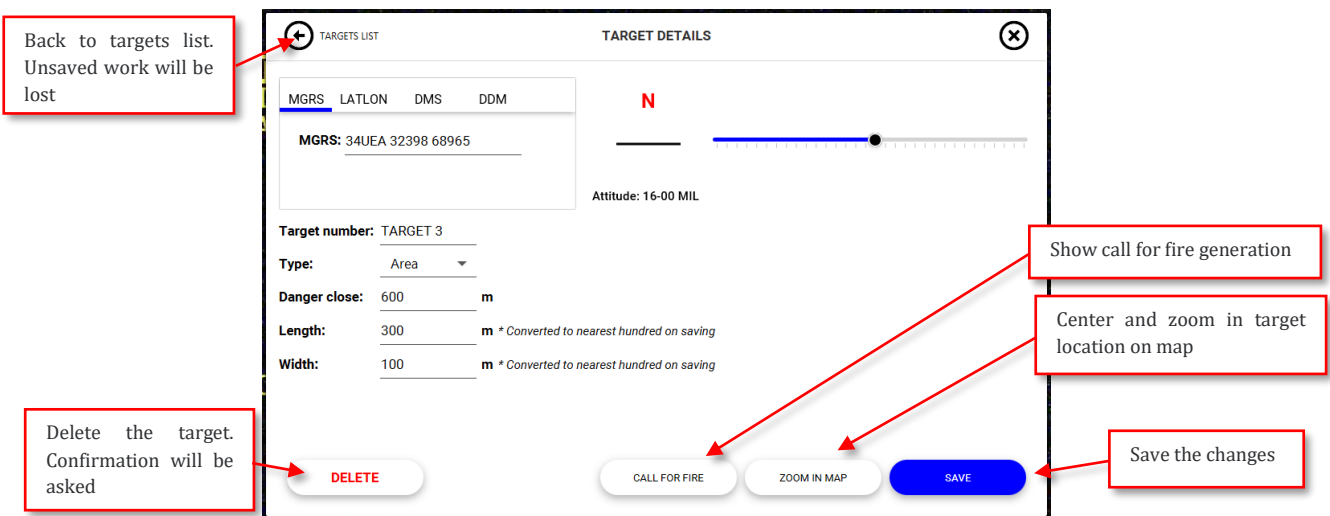 Back to targets list.
Unsaved work will be
lost
TARGETS LIST
TARGET DETAILS
MGRS LATLON DMS DDM
MGRS: 34UEA 32398 68965
N
Attitude: 16-00 MIL
Target number: TARGET 3
Type: Area
Danger close: 600 m
Length: 300 m * Converted to nearest hundred on saving
Width: 100 m * Converted to nearest hundred on saving
Show call for fire generation
Center and zoom in target
location on map
Delete the target.
Confirmation will be
asked
Save the changes
DELETE
CALL FOR FIRE
ZOOM IN MAP
SAVE